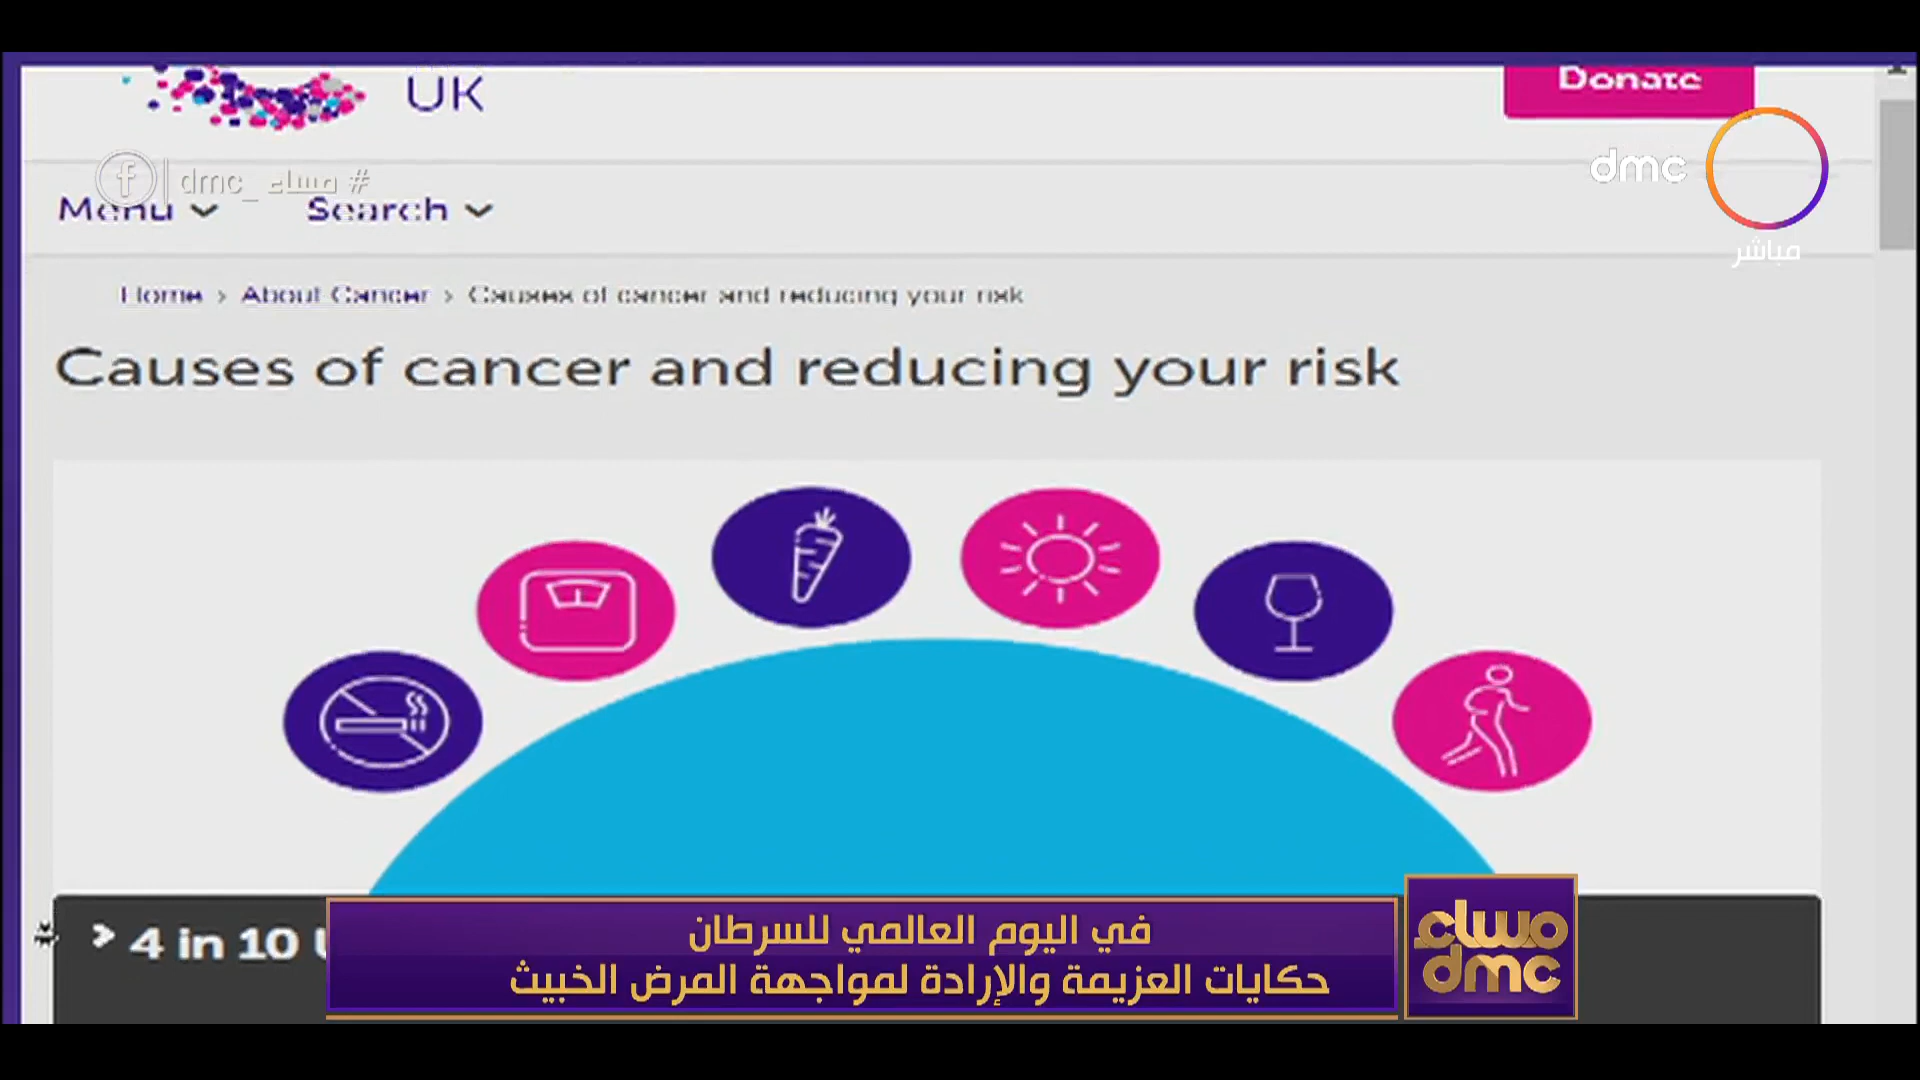 UK
Donate
dmc
مباشر
# مساء_dmc
Menu
Search
Home › About Cancer › Causes of cancer and reducing your risk
Causes of cancer and reducing your risk
> 4 in 10
في اليوم العالمي للسرطان
حكايات العزيمة والإرادة لمواجهة المرض الخبيث
مساء
dmc